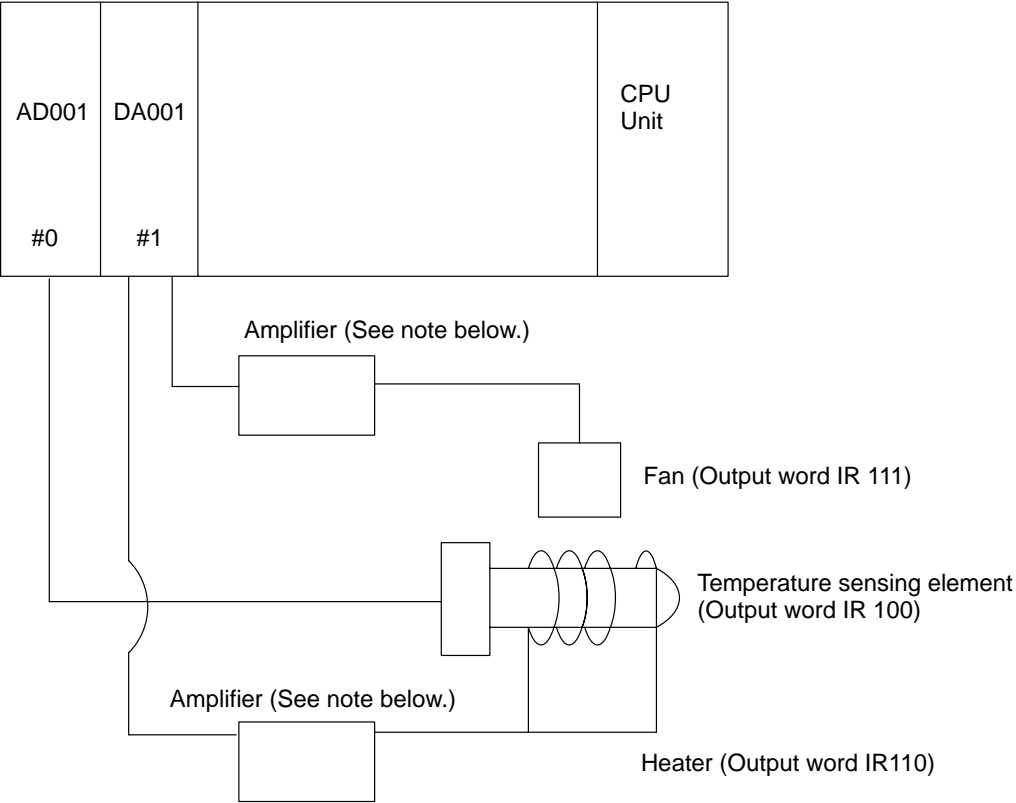 AD001
DA001
CPU
Unit
#0
#1
Amplifier (See note below.)
Fan (Output word IR 111)
Temperature sensing element
(Output word IR 100)
Amplifier (See note below.)
Heater (Output word IR110)